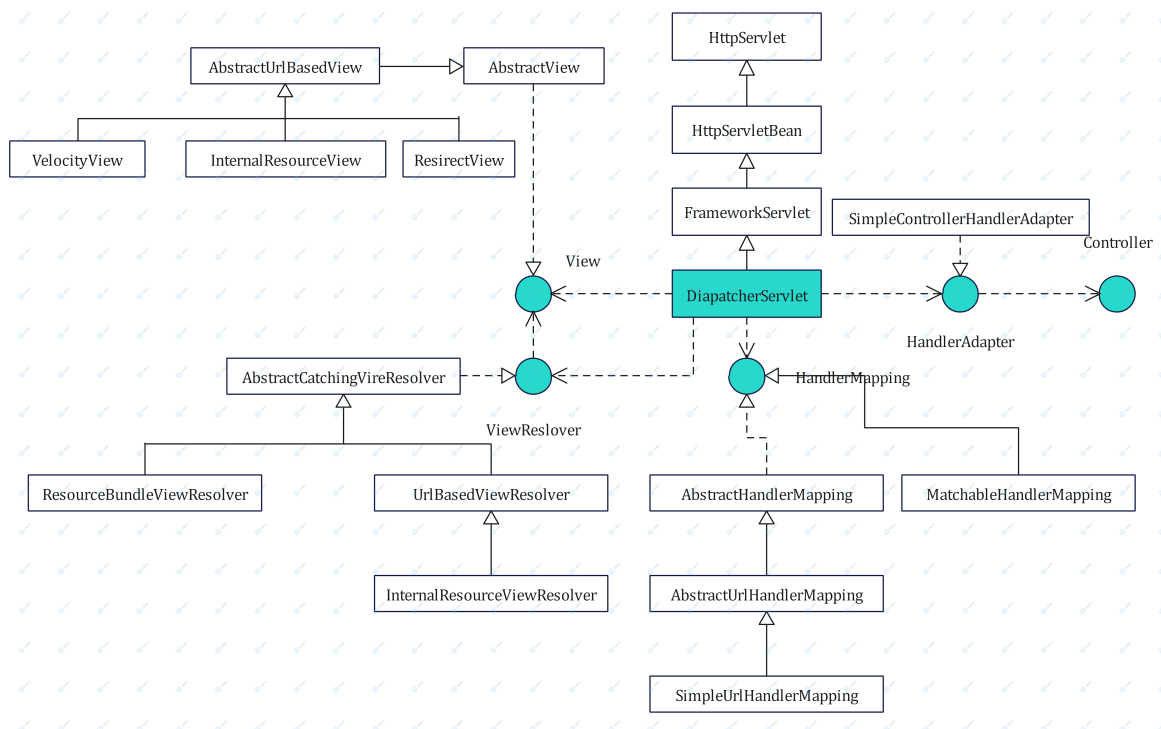 HttpServlet
AbstractUrlBasedView
AbstractView
HttpServletBean
VelocityView
InternalResourceView
ResirectView
FrameworkServlet
SimpleControllerHandlerAdapter
Controller
View
DiapatcherServlet
HandlerAdapter
AbstractCatchingVireResolver
HandlerMapping
ViewReslover
ResourceBundleViewResolver
UrlBasedViewResolver
AbstractHandlerMapping
MatchableHandlerMapping
InternalResourceViewResolver
AbstractUrlHandlerMapping
SimpleUrlHandlerMapping